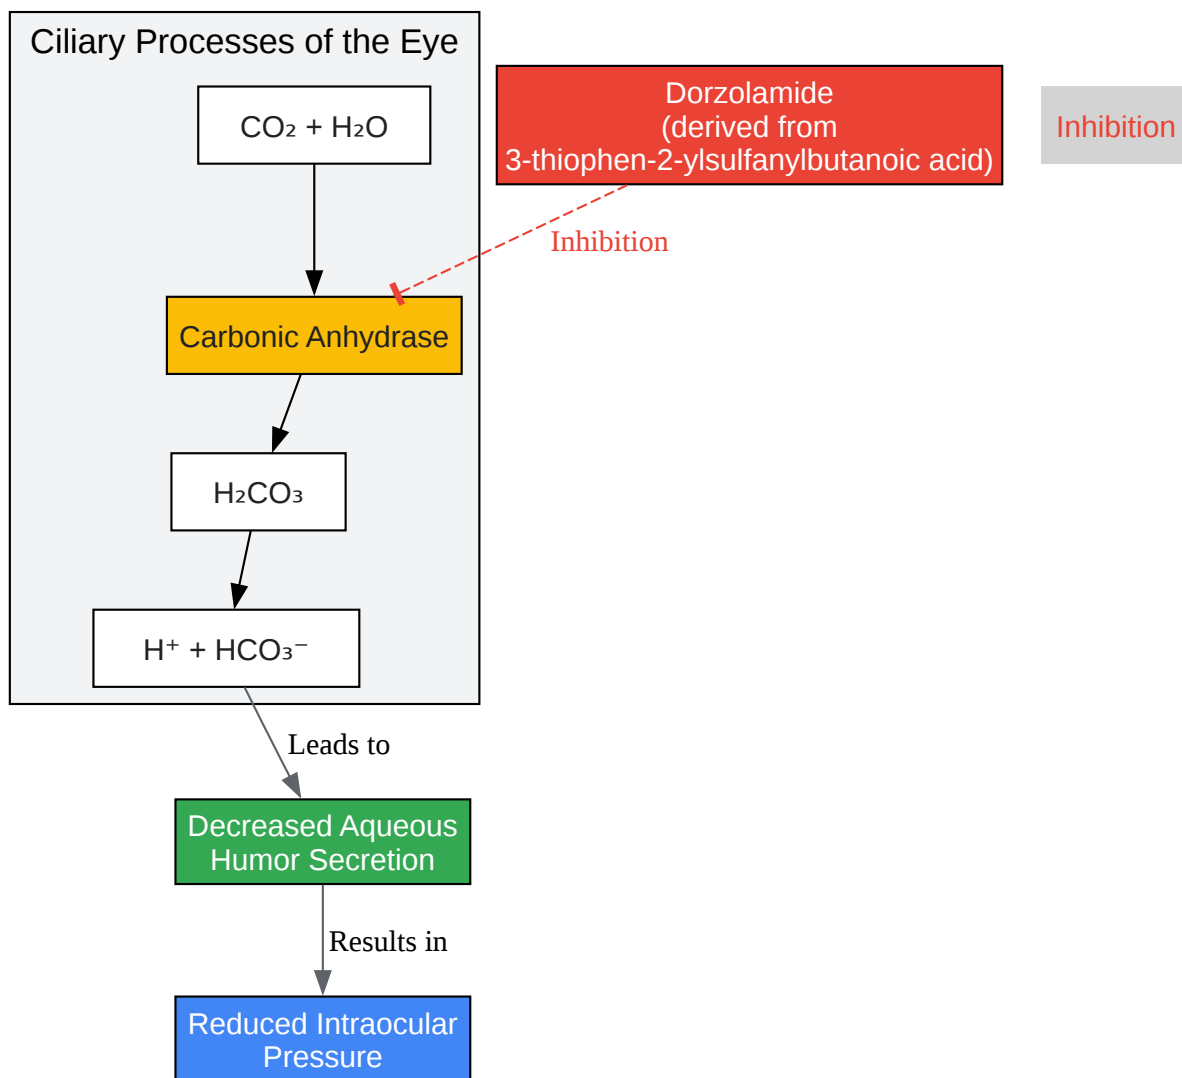 Ciliary Processes of the Eye
CO₂ + H₂O
Dorzolamide
(derived from
3-thiophen-2-ylsulfanylbutanoic acid)
Inhibition
Inhibition
Carbonic Anhydrase
H₂CO₃
H⁺ + HCO₃⁻
Leads to
Decreased Aqueous
Humor Secretion
Results in
Reduced Intraocular
Pressure